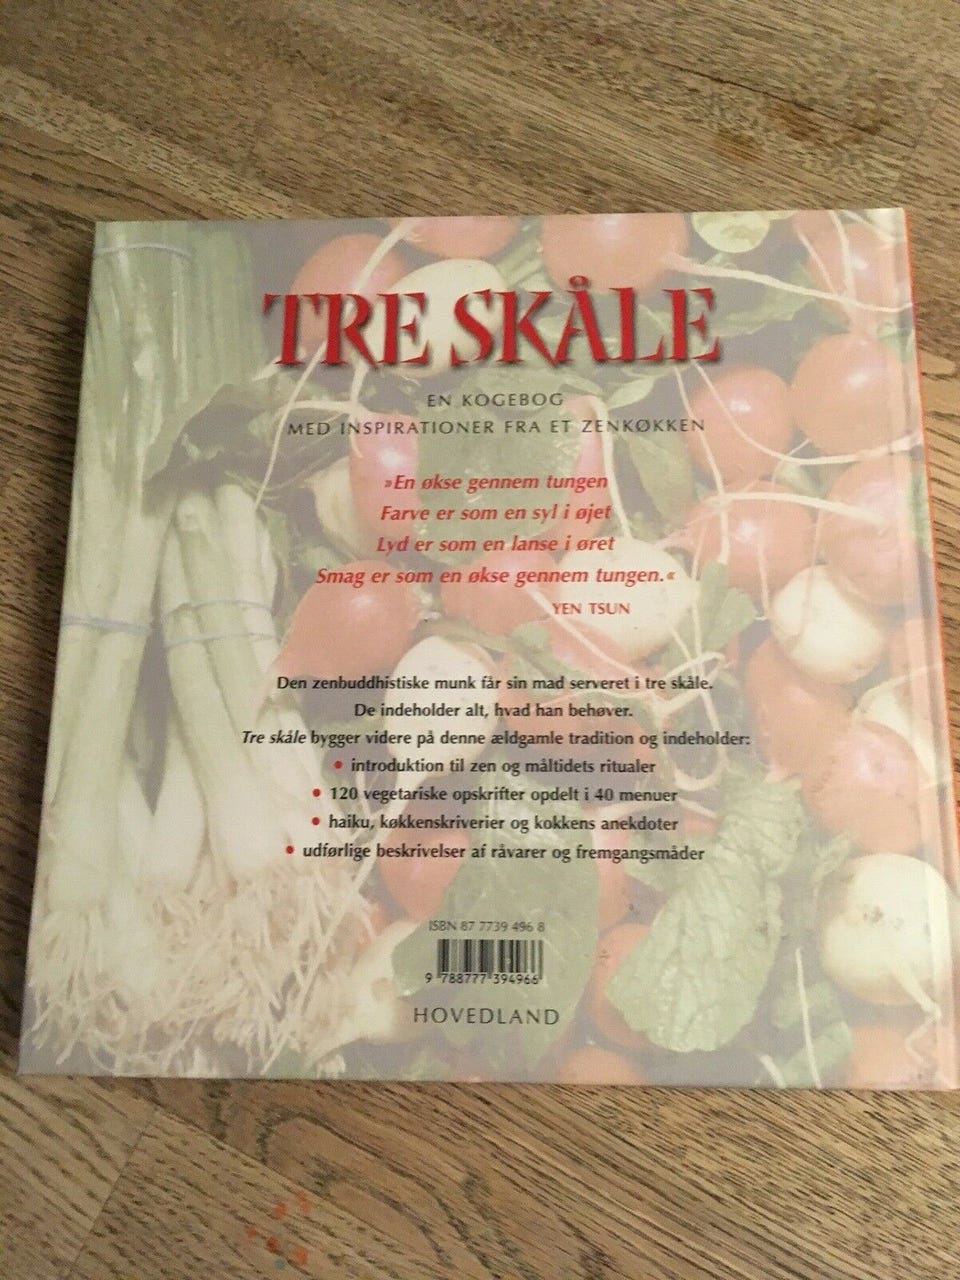 TRE SKÅLE
EN KOGEBOG
MED INSPIRATIONER FRA ET ZENKØKKEN
»En økse gennem tungen
Farve er som en syl i øjet
Lyd er som en lanse i øret
Smag er som en økse gennem tungen.«
YEN TSUN
Den zenbuddhistiske munk får sin mad serveret i tre skåle.
De indeholder alt, hvad han behøver.
Tre skåle bygger videre på denne ældgamle tradition og indeholder:
• introduktion til zen og måltidets ritualer
• 120 vegetariske opskrifter opdelt i 40 menuer
• haiku, køkkenskriverier og kokkens anekdoter
• udførlige beskrivelser af råvarer og fremgangsmåder
ISBN 87 7739 496 8
9 788777 394966
HOVEDLAND